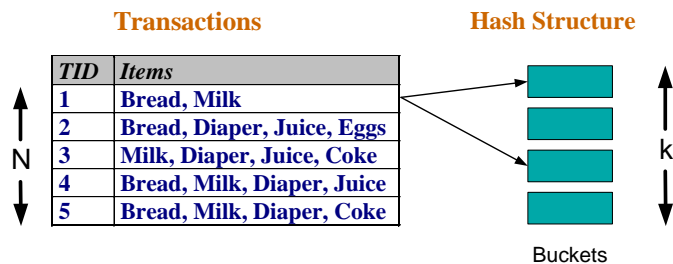 Transactions Hash Structure
TID Items
1 Bread, Milk
2 Bread, Diaper, Juice, Eggs
N 3 Milk, Diaper, Juice, Coke k
4 Bread, Milk, Diaper, Juice
5 Bread, Milk, Diaper, Coke
Buckets